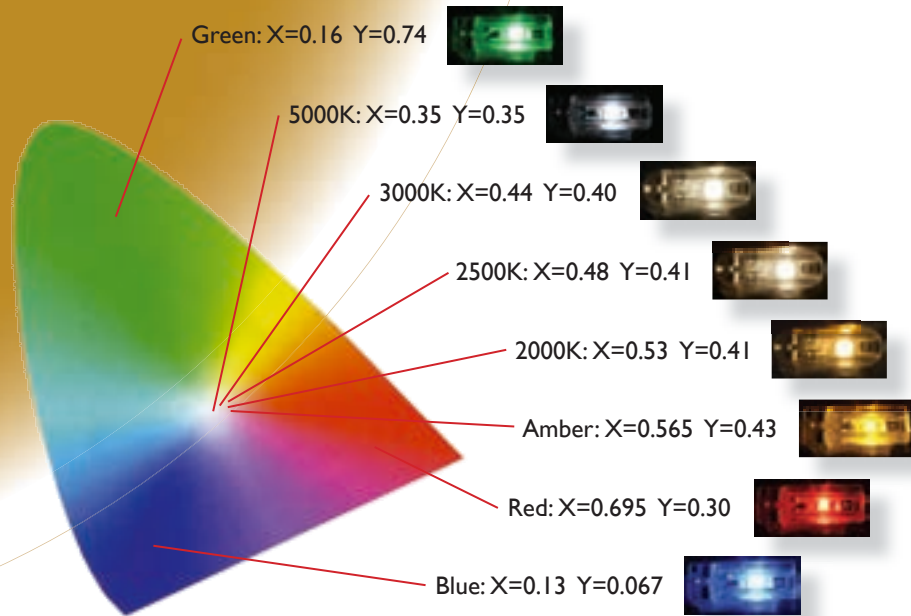 Green: X=0.16 Y=0.74
5000K: X=0.35 Y=0.35
3000K: X=0.44 Y=0.40
2500K: X=0.48 Y=0.41
2000K: X=0.53 Y=0.41
Amber: X=0.565 Y=0.43
Red: X=0.695 Y=0.30
Blue: X=0.13 Y=0.067